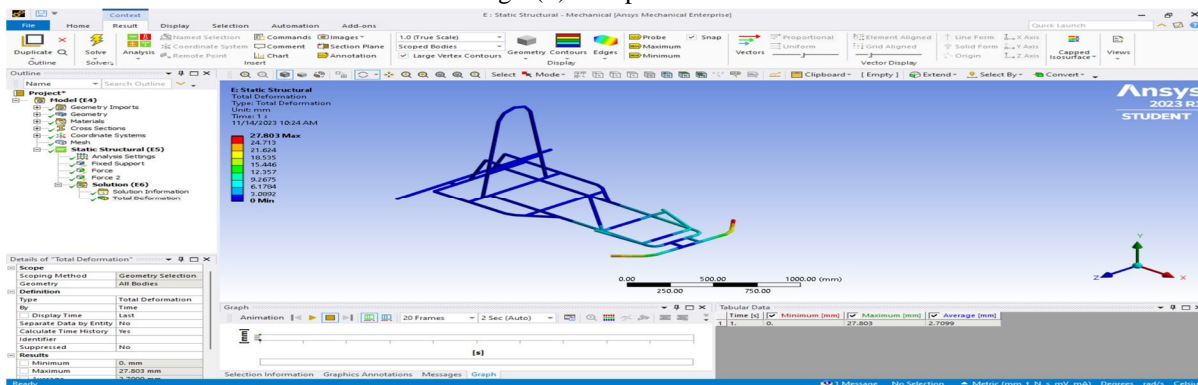 E : Static Structural - Mechanical [Ansys Mechanical Enterprise]
Context
File Home Result Display Selection Automation Add-ons Quick Launch
Duplicate Solve Analysis
Named Selection Commands Images 1.0 (True Scale) Probe Snap Proportional Element Aligned Line Form X Axis
Coordinate System Comment Section Plane Scoped Bodies Maximum Uniform Grid Aligned Solid Form Y Axis
Remote Point Chart Annotation Large Vertex Contours Geometry Contours Edges Minimum Vectors Origin Z Axis Capped Isosurface Views
Outline Solver Insert Display Vector Display
Outline
Name Search Outline
Select Mode Clipboard [ Empty ] Extend Select By Convert
Project*
Model (E4)
Geometry Imports
Geometry
Materials
Cross Sections
Coordinate Systems
Mesh
Static Structural (E5)
Analysis Settings
Fixed Support
Force
Force 2
Solution (E6)
Solution Information
Total Deformation
E: Static Structural
Total Deformation
Type: Total Deformation
Unit: mm
Time: 1 s
11/14/2023 10:24 AM
27.803 Max
24.713
21.624
18.535
15.446
12.357
9.2675
6.1784
3.0892
0 Min
Ansys
STUDENT
Y
Z X
0.00 500.00 1000.00 (mm)
250.00 750.00
Details of "Total Deformation"
Scope
Scoping Method Geometry Selection
Geometry All Bodies
Definition
Type Total Deformation
By Time
Display Time Last
Separate Data by Entity No
Calculate Time History Yes
Identifier
Suppressed No
Results
Minimum 0. mm
Maximum 27.803 mm
Graph
Animation 20 Frames 2 Sec (Auto)
[mm]
[s]
Tabular Data
Time [s] Minimum [mm] Maximum [mm] Average [mm]
1 1. 0. 27.803 2.7099
Selection Information Graphics Annotations Messages Graph
Ready 1 Message No Selection Metric (mm, t, N, s, mV, mA) Degrees rad/s